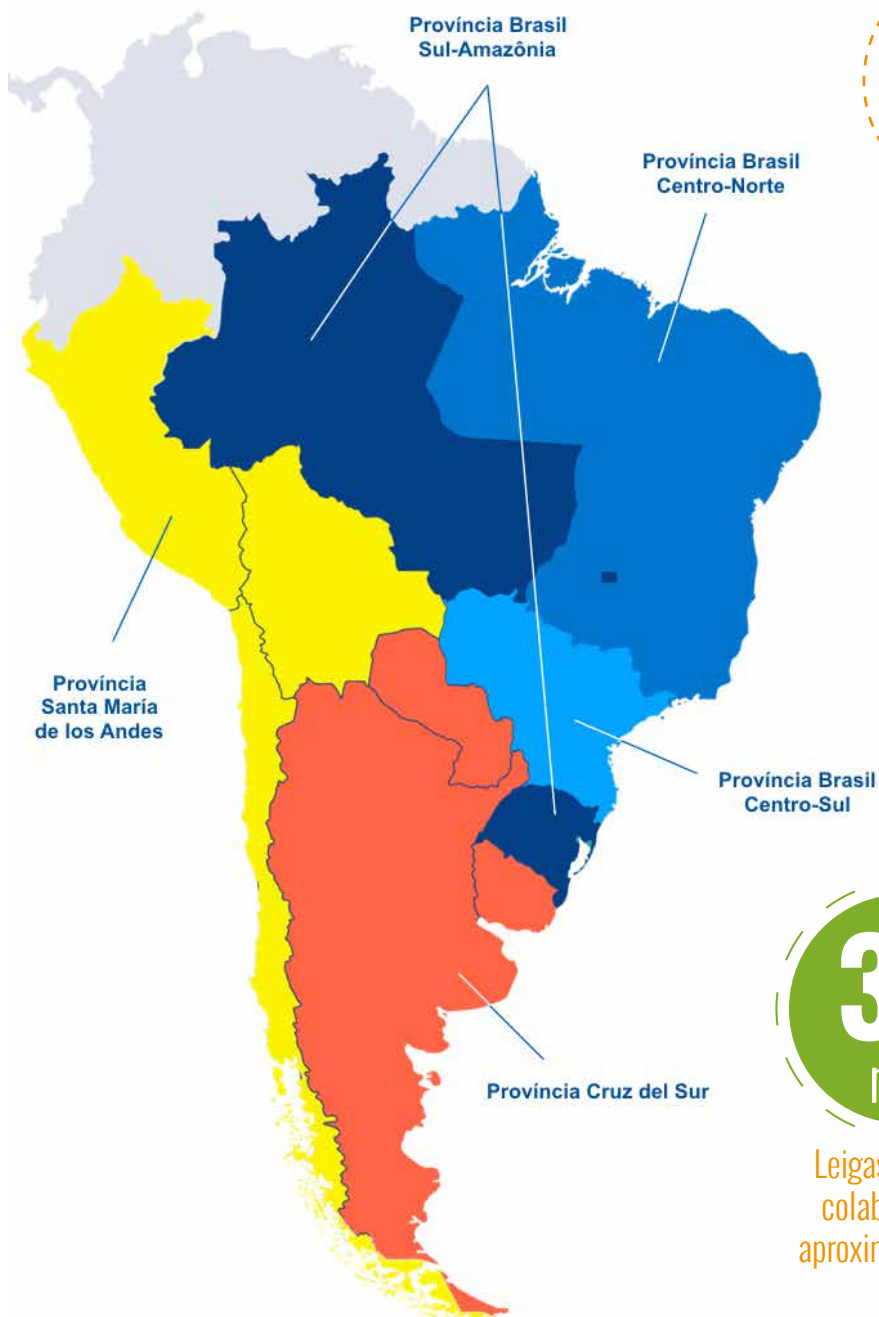 Província Brasil
Sul-Amazônia
Província Brasil
Centro-Norte
Província
Santa María
de los Andes
Província Brasil
Centro-Sul
Província Cruz del Sur
3